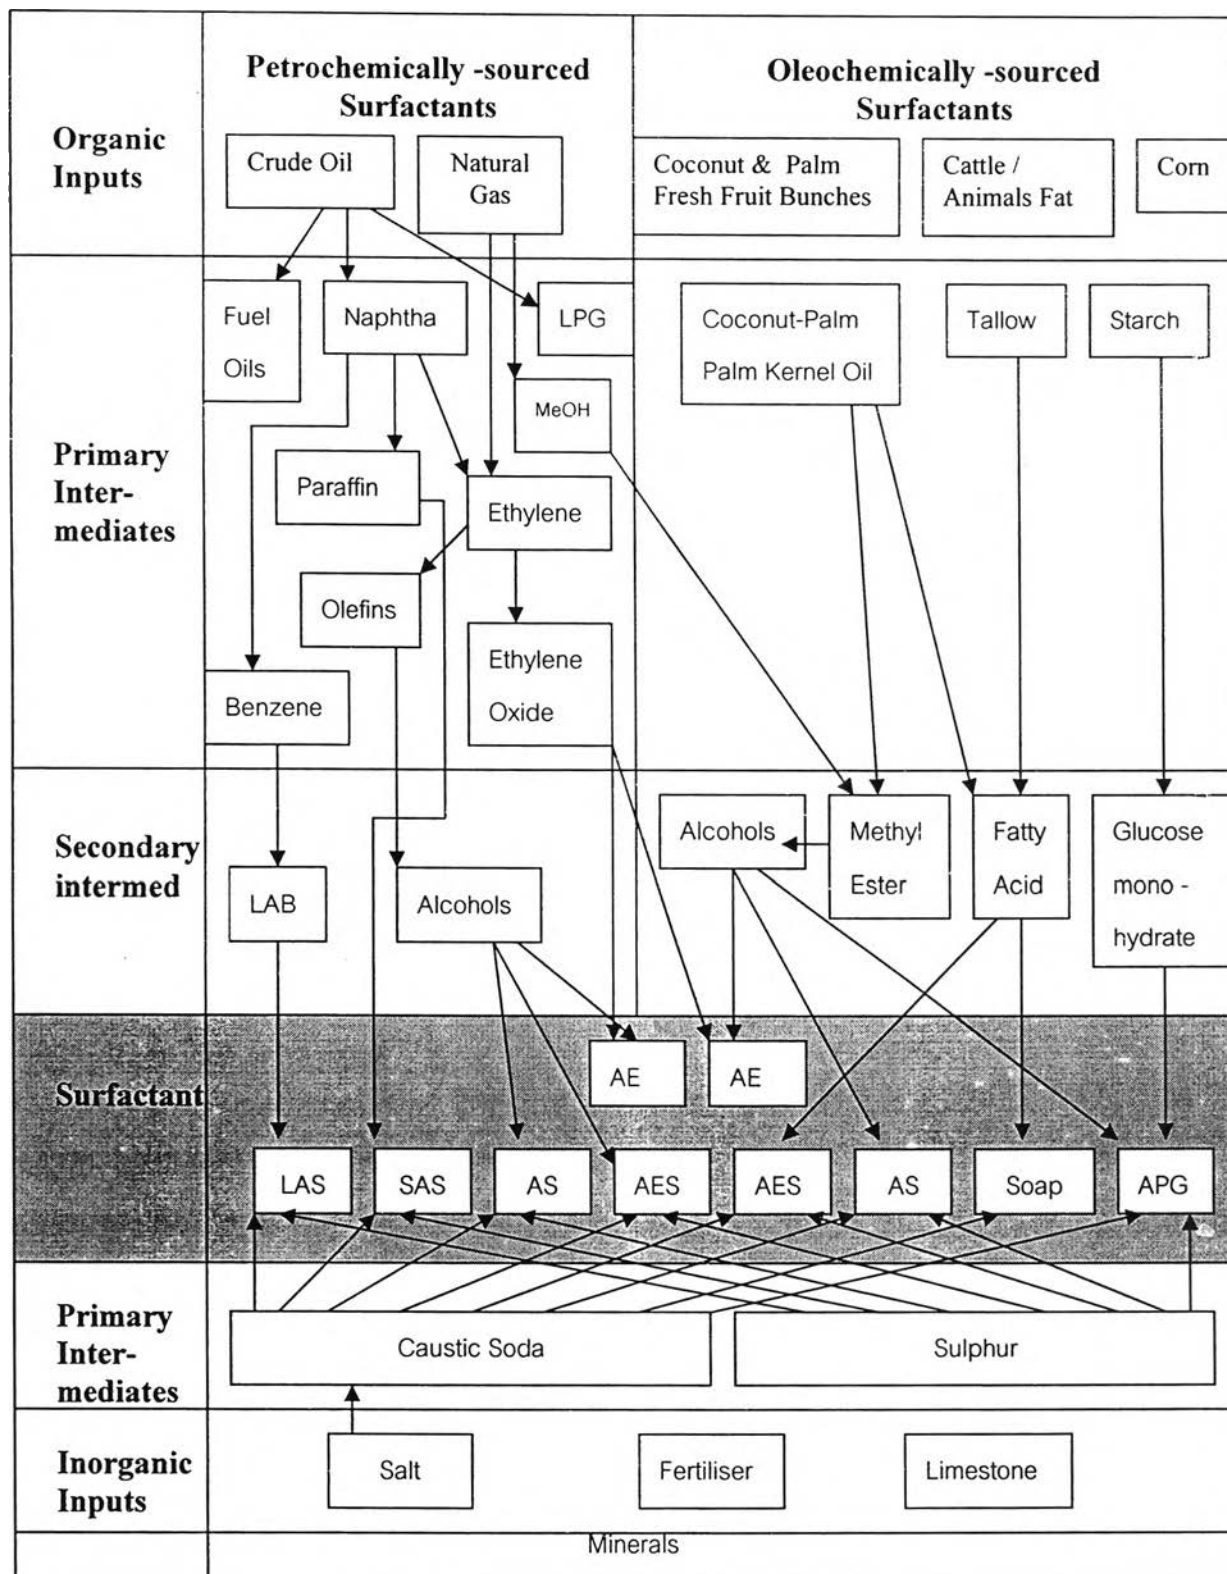 Petrochemically -sourced
Surfactants
Oleochemically -sourced
Surfactants
Organic
Inputs
Crude Oil
Natural
Gas
Coconut & Palm
Fresh Fruit Bunches
Cattle /
Animals Fat
Corn
Primary
Inter-
mediates
Fuel
Oils
Naphtha
LPG
MeOH
Coconut-Palm
Palm Kernel Oil
Tallow
Starch
Paraffin
Ethylene
Olefins
Ethylene
Oxide
Benzene
Secondary
intermed
LAB
Alcohols
Alcohols
Methyl
Ester
Fatty
Acid
Glucose
mono -
hydrate
Surfactant
AE
AE
LAS
SAS
AS
AES
AES
AS
Soap
APG
Primary
Inter-
mediates
Caustic Soda
Sulphur
Inorganic
Inputs
Salt
Fertiliser
Limestone
Minerals